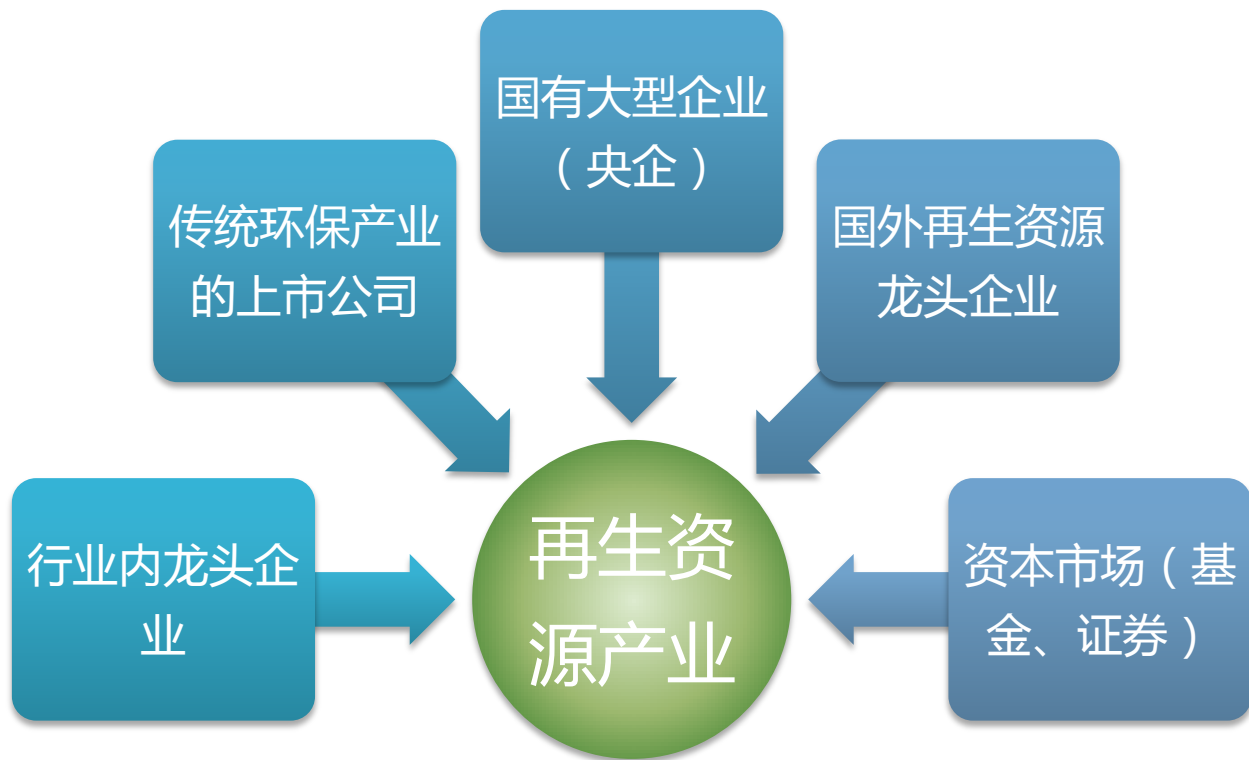 国有大型企业
（央企）
传统环保产业
的上市公司
国外再生资源
龙头企业
行业内龙头企
业
再生资
源产业
资本市场（基
金、证券）